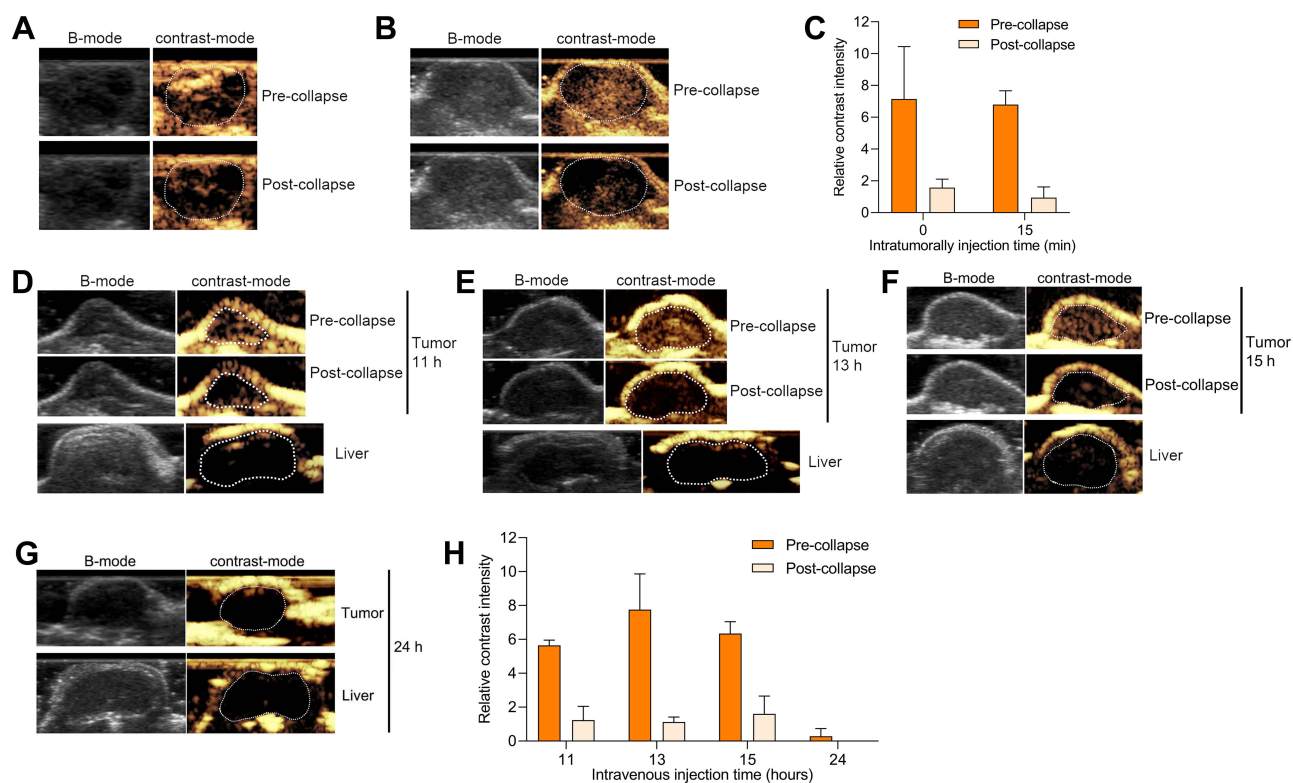 A
B-mode
contrast-mode
Pre-collapse
Post-collapse
B
B-mode
contrast-mode
Pre-collapse
Post-collapse
C
12
10
8
6
4
2
0
Relative contrast intensity
Pre-collapse
Post-collapse
0
15
Intratumorally injection time (min)
D
B-mode
contrast-mode
Pre-collapse
Post-collapse
Liver
Tumor
11 h
E
B-mode
contrast-mode
Pre-collapse
Post-collapse
Liver
Tumor
13 h
F
B-mode
contrast-mode
Pre-collapse
Post-collapse
Liver
Tumor
15 h
G
B-mode
contrast-mode
Tumor
Liver
24 h
H
12
10
8
6
4
2
0
Relative contrast intensity
Pre-collapse
Post-collapse
11
13
15
24
Intravenous injection time (hours)